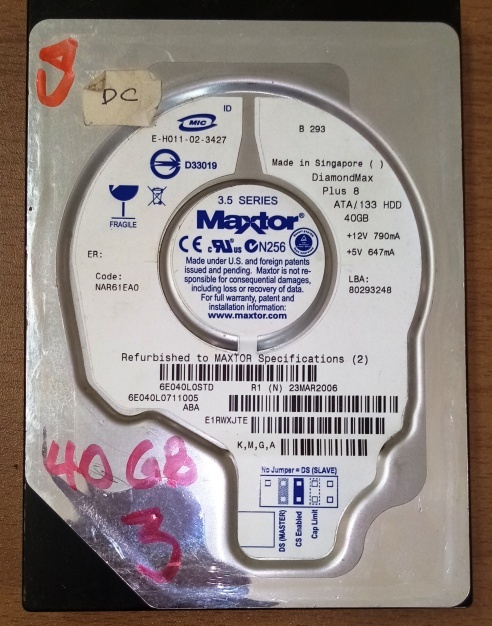 8
DC
ID
MIC
E-H011-02-3427
D33019
FRAGILE
B 293
Made in Singapore ( )
DiamondMax
Plus 8
ATA/133 HDD
40GB
+12V 790mA
+5V 647mA
LBA:
80293248
ER:
Code:
NAR61EA0
3.5 SERIES
Maxtor®
CE c RU us N256
Made under U.S. and foreign patents
issued and pending. Maxtor is not re-
sponsible for consequential damages,
including loss or recovery of data.
For full warranty, patent and
installation information:
www.maxtor.com
Refurbished to MAXTOR Specifications (2)
6E040L0STD R1 (N) 23MAR2006
6E040L0711005
ABA
E1RWXJTE
K,M,G,A
No Jumper = DS (SLAVE)
DS (MASTER)
CS Enabled
Cap Limit
40 GB
3